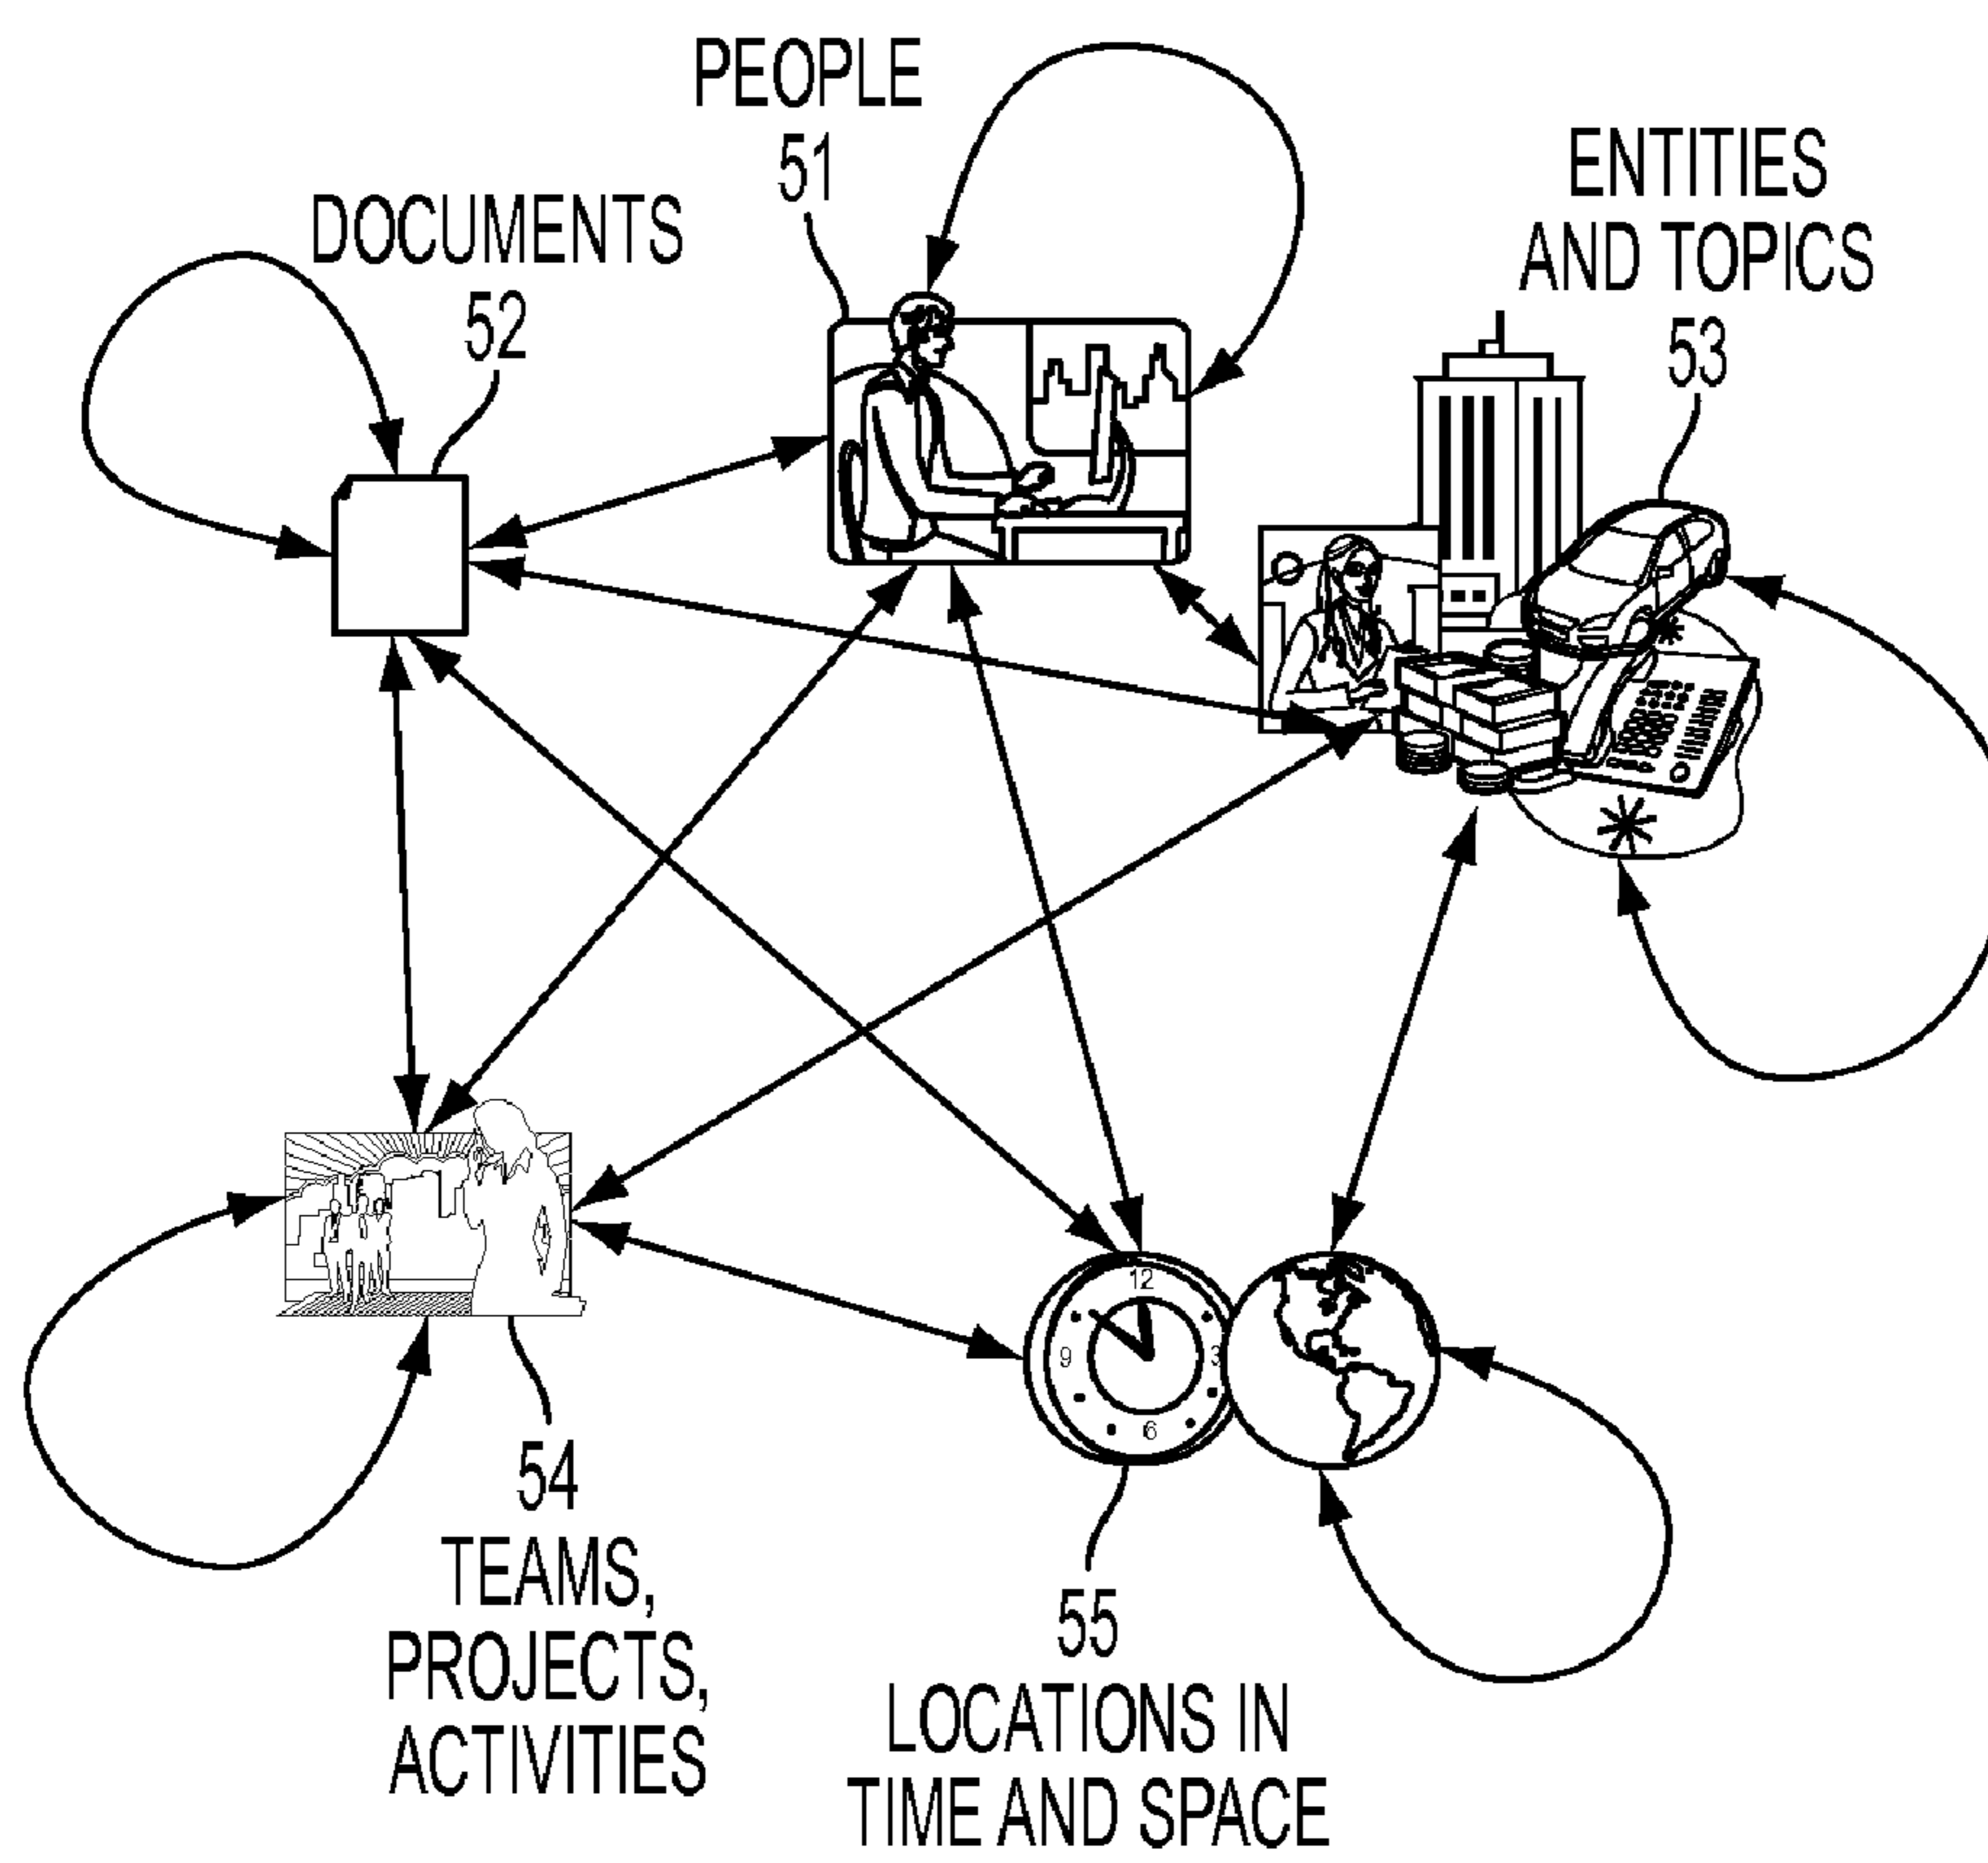 PEOPLE
51
DOCUMENTS
52
ENTITIES
AND TOPICS
53
54
TEAMS,
PROJECTS,
ACTIVITIES
12
9
3
6
55
LOCATIONS IN
TIME AND SPACE